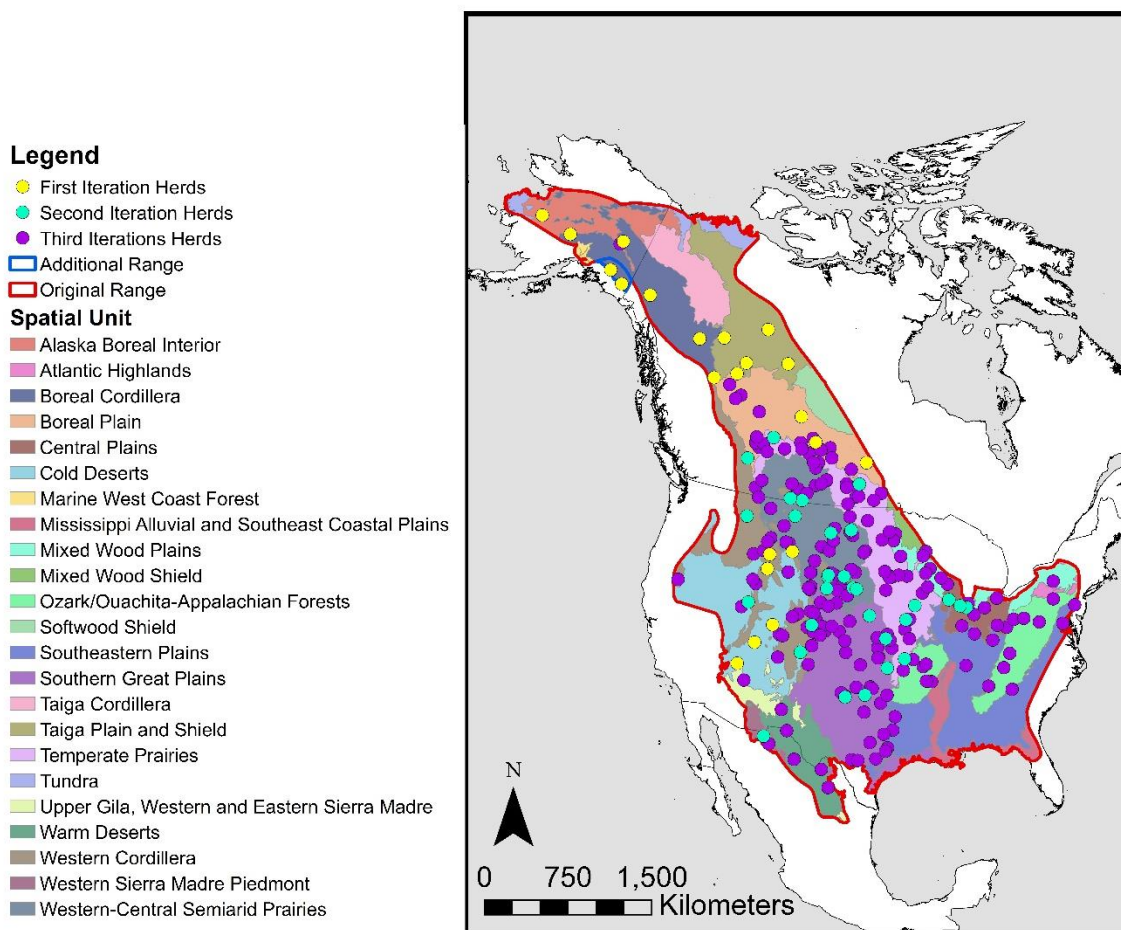 Legend
First Iteration Herds
Second Iteration Herds
Third Iterations Herds
Additional Range
Original Range
Spatial Unit
Alaska Boreal Interior
Atlantic Highlands
Boreal Cordillera
Boreal Plain
Central Plains
Cold Deserts
Marine West Coast Forest
Mississippi Alluvial and Southeast Coastal Plains
Mixed Wood Plains
Mixed Wood Shield
Ozark/Ouachita-Appalachian Forests
Softwood Shield
Southeastern Plains
Southern Great Plains
Taiga Cordillera
Taiga Plain and Shield
Temperate Prairies
Tundra
Upper Gila, Western and Eastern Sierra Madre
Warm Deserts
Western Cordillera
Western Sierra Madre Piedmont
Western-Central Semiarid Prairies
N
0 750 1,500
Kilometers